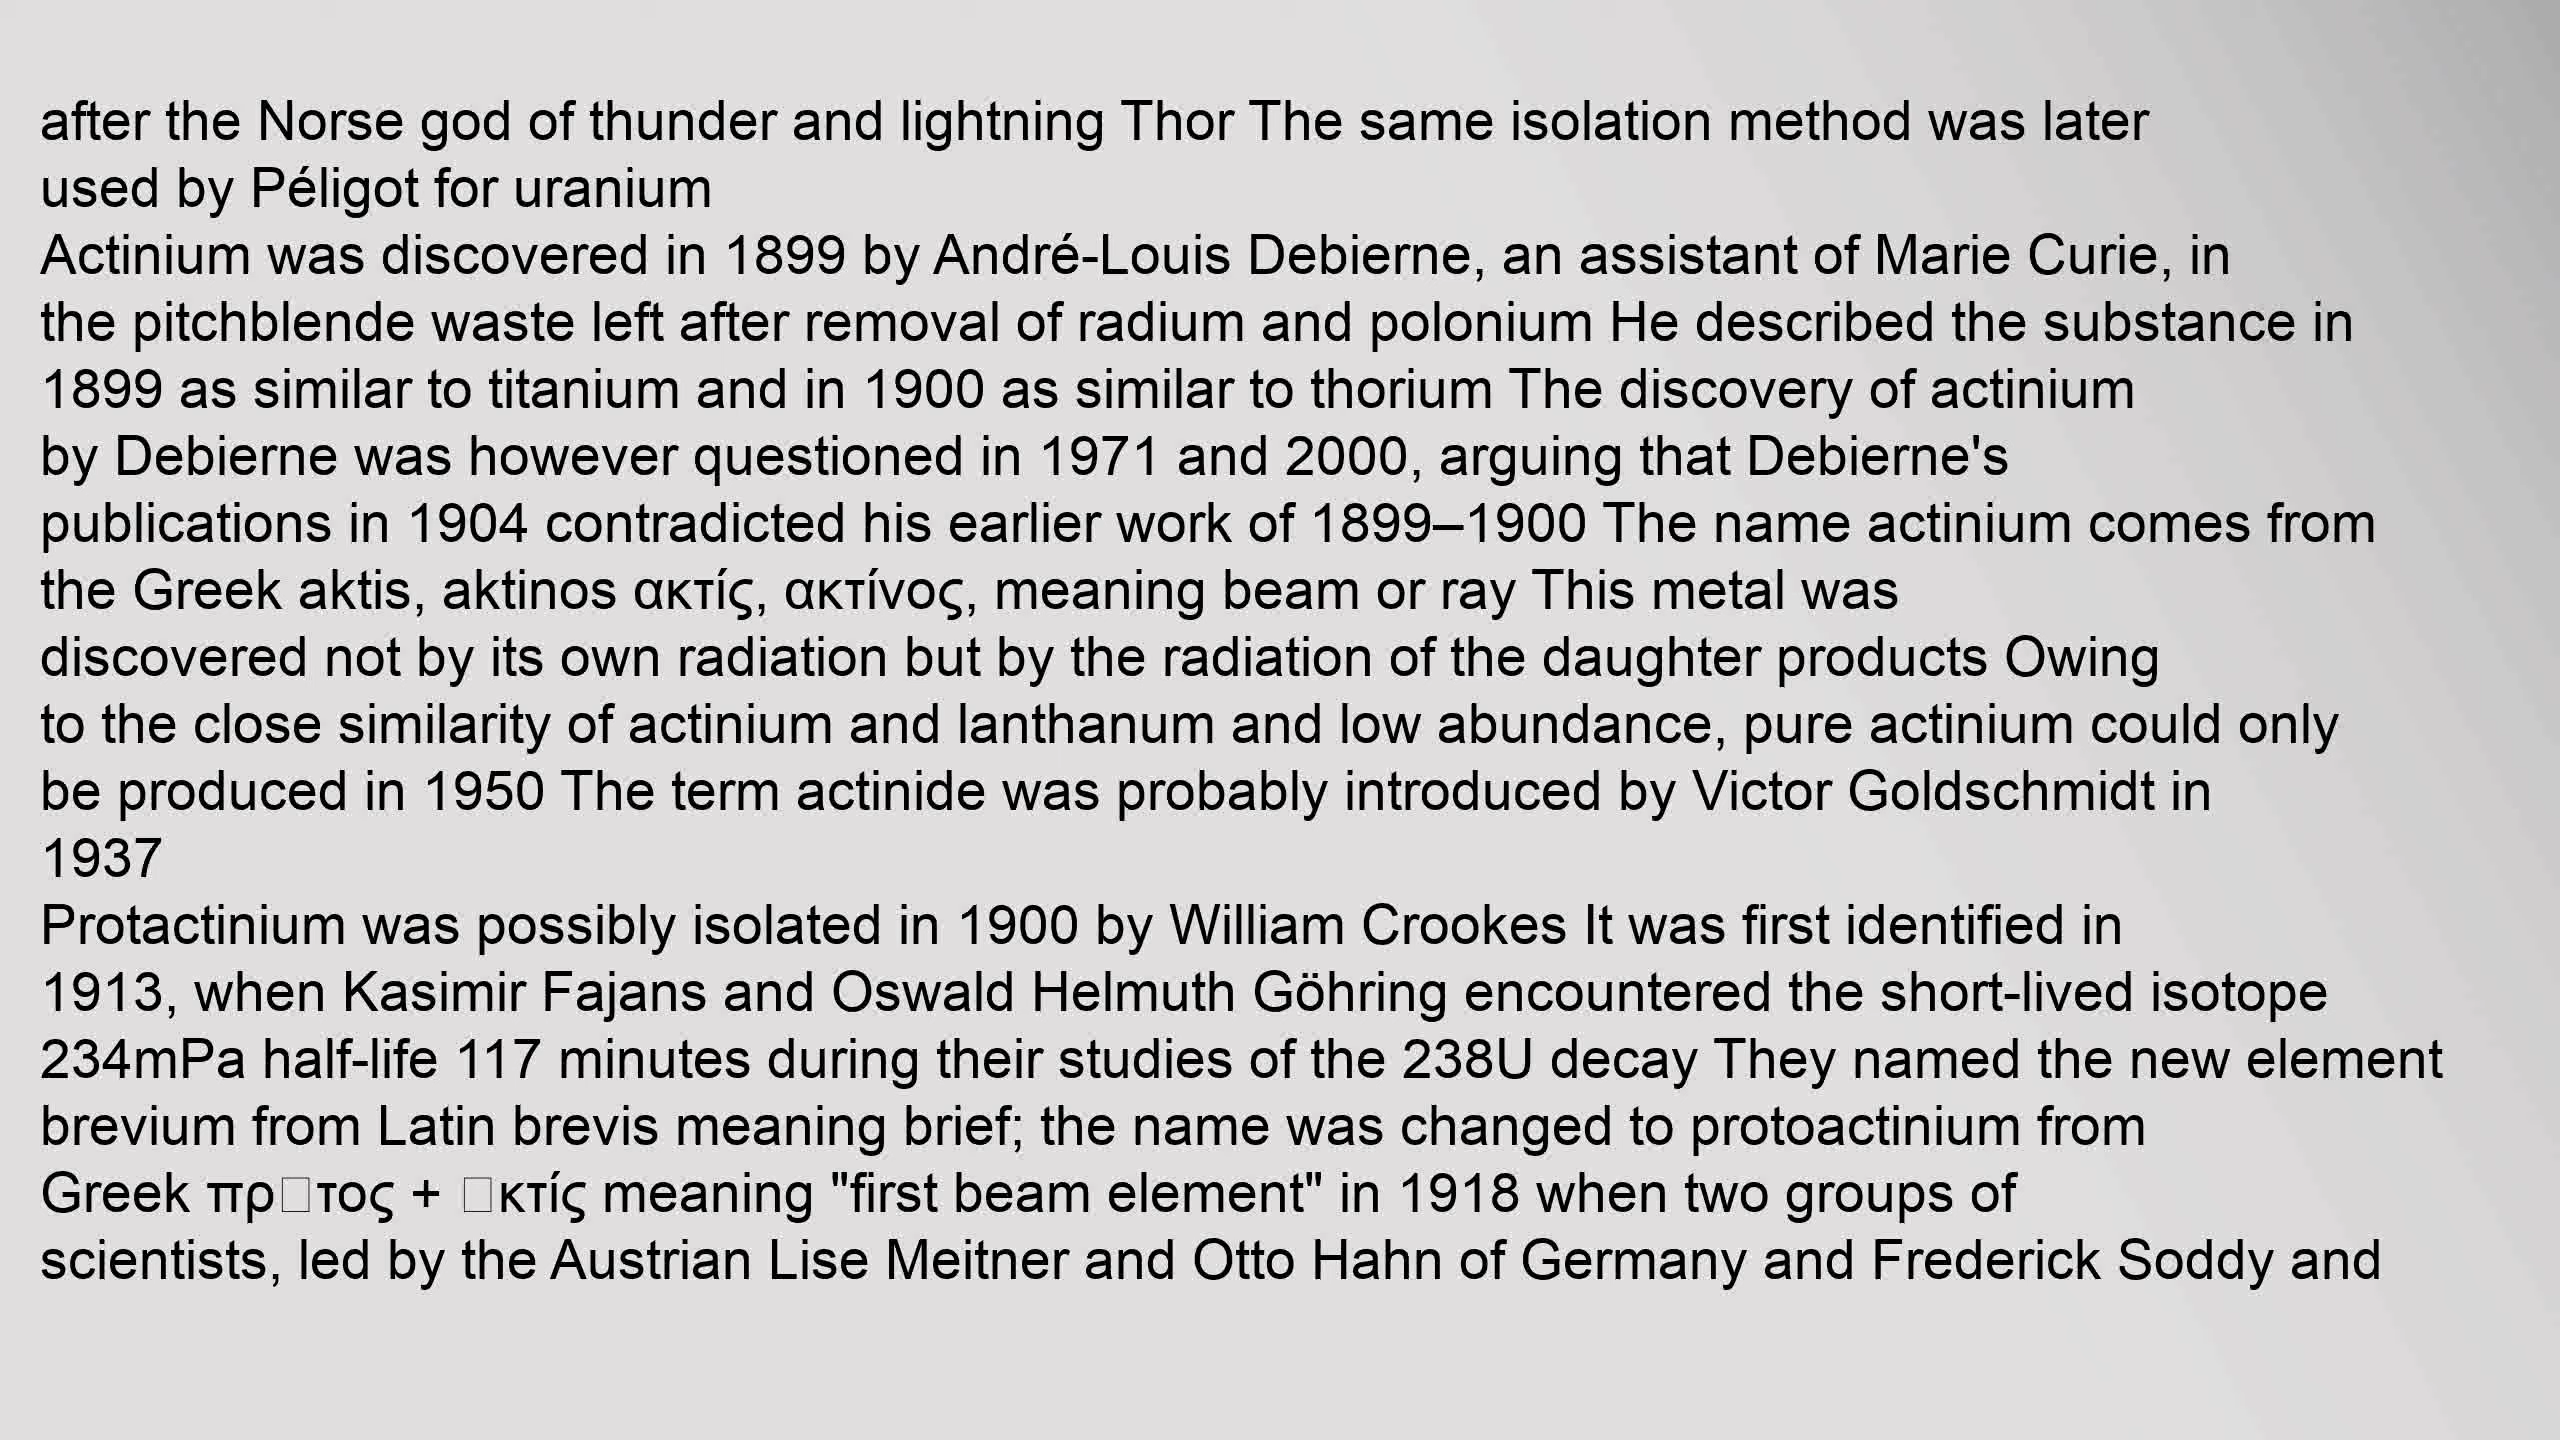 after the Norse god of thunder and lightning Thor The same isolation method was later
used by Péligot for uranium
Actinium was discovered in 1899 by André-Louis Debierne, an assistant of Marie Curie, in
the pitchblende waste left after removal of radium and polonium He described the substance in
1899 as similar to titanium and in 1900 as similar to thorium The discovery of actinium
by Debierne was however questioned in 1971 and 2000, arguing that Debierne's
publications in 1904 contradicted his earlier work of 1899–1900 The name actinium comes from
the Greek aktis, aktinos ακτίς, ακτίνος, meaning beam or ray This metal was
discovered not by its own radiation but by the radiation of the daughter products Owing
to the close similarity of actinium and lanthanum and low abundance, pure actinium could only
be produced in 1950 The term actinide was probably introduced by Victor Goldschmidt in
1937
Protactinium was possibly isolated in 1900 by William Crookes It was first identified in
1913, when Kasimir Fajans and Oswald Helmuth Göhring encountered the short-lived isotope
234mPa half-life 117 minutes during their studies of the 238U decay They named the new element
brevium from Latin brevis meaning brief; the name was changed to protoactinium from
Greek πρ□τος + □κτίς meaning "first beam element" in 1918 when two groups of
scientists, led by the Austrian Lise Meitner and Otto Hahn of Germany and Frederick Soddy and